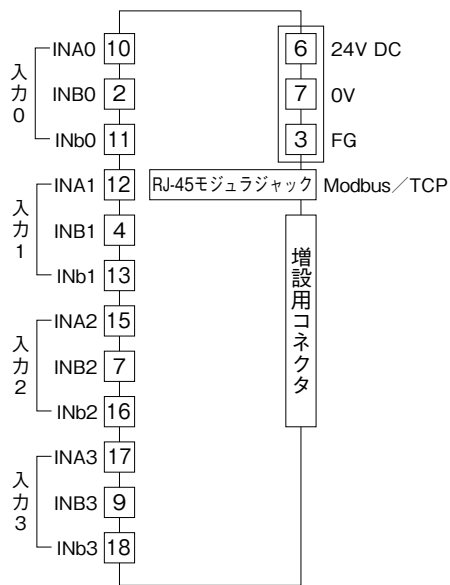 入力0
INA0 10
INB0 2
INb0 11
入力1
INA1 12
INB1 4
INb1 13
入力2
INA2 15
INB2 7
INb2 16
入力3
INA3 17
INB3 9
INb3 18
6 24V DC
7 0V
3 FG
RJ-45モジュラジャック Modbus／TCP
増設用コネクタ